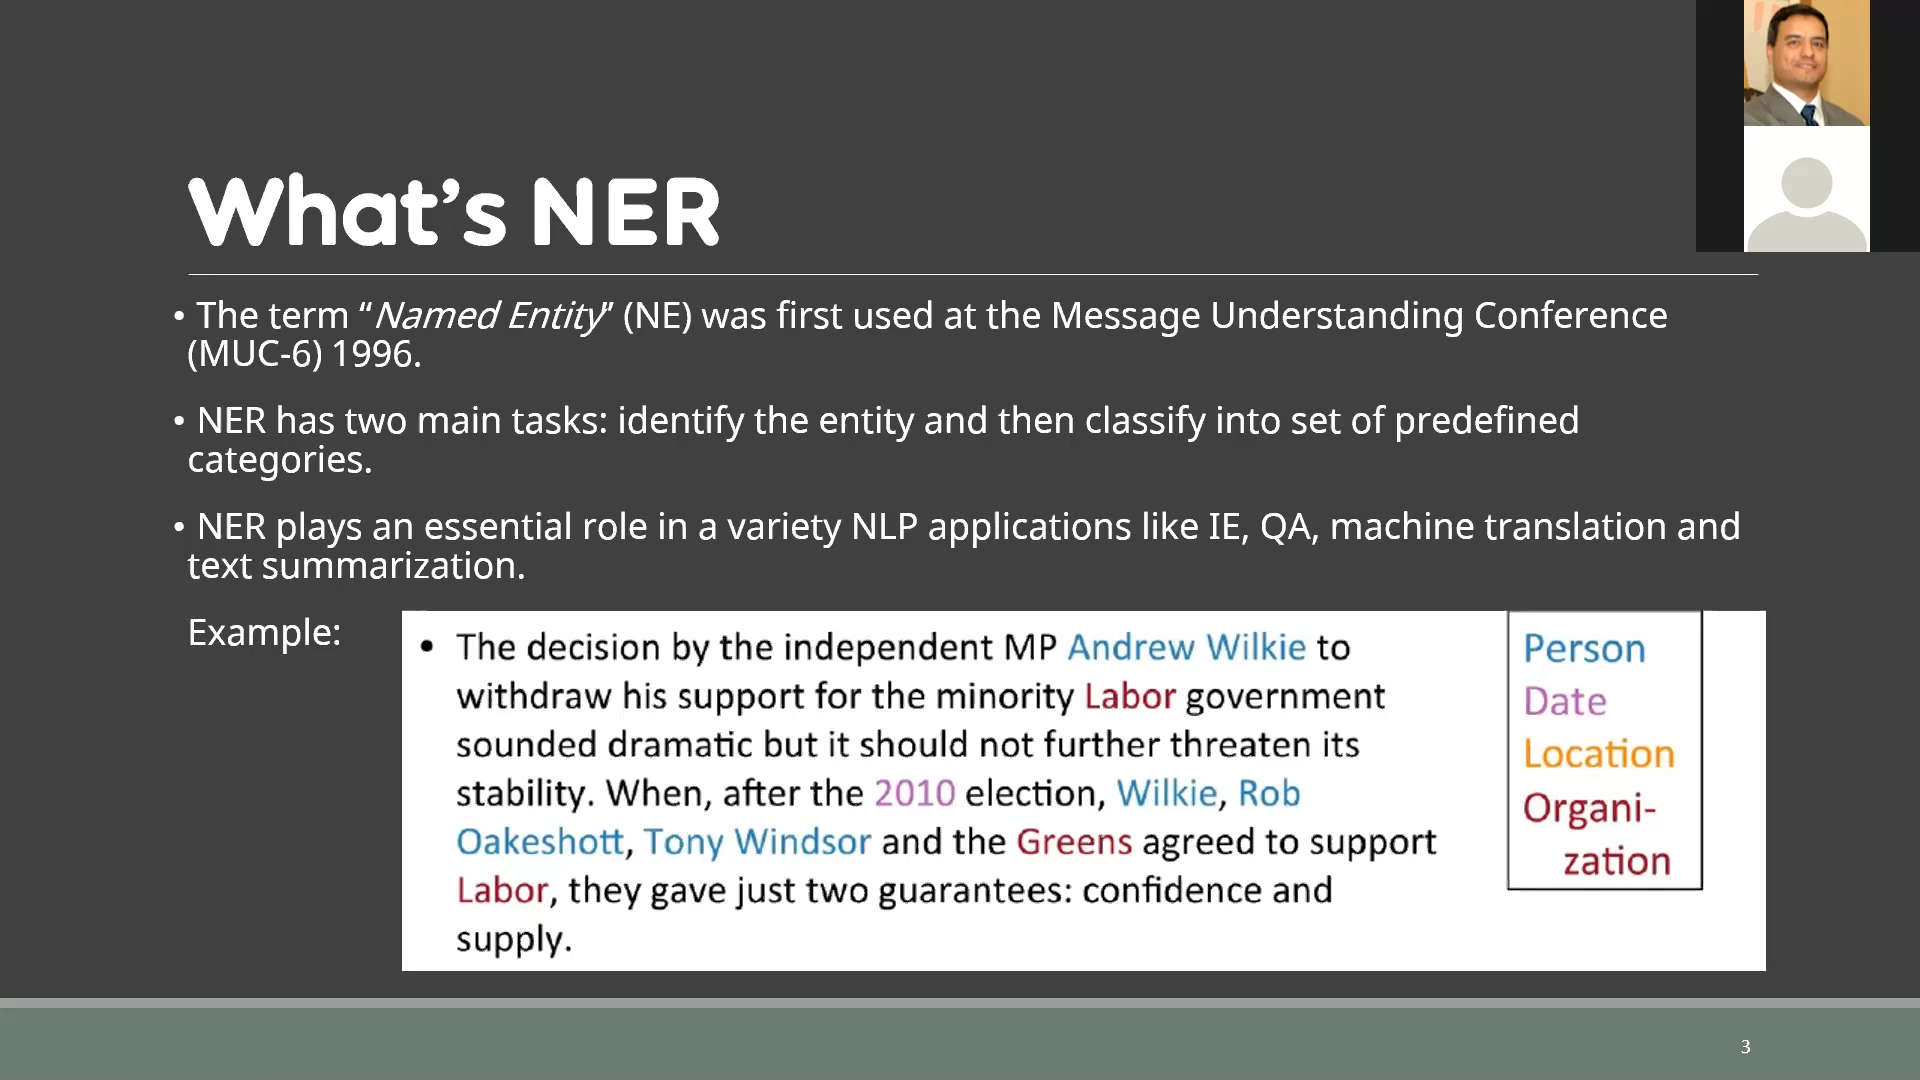 What’s NER
• The term “Named Entity” (NE) was first used at the Message Understanding Conference
(MUC-6) 1996.
• NER has two main tasks: identify the entity and then classify into set of predefined
categories.
• NER plays an essential role in a variety NLP applications like IE, QA, machine translation and
text summarization.
Example:
• The decision by the independent MP Andrew Wilkie to
withdraw his support for the minority Labor government
sounded dramatic but it should not further threaten its
stability. When, after the 2010 election, Wilkie, Rob
Oakeshott, Tony Windsor and the Greens agreed to support
Labor, they gave just two guarantees: confidence and
supply.
Person
Date
Location
Organi-
zation
3